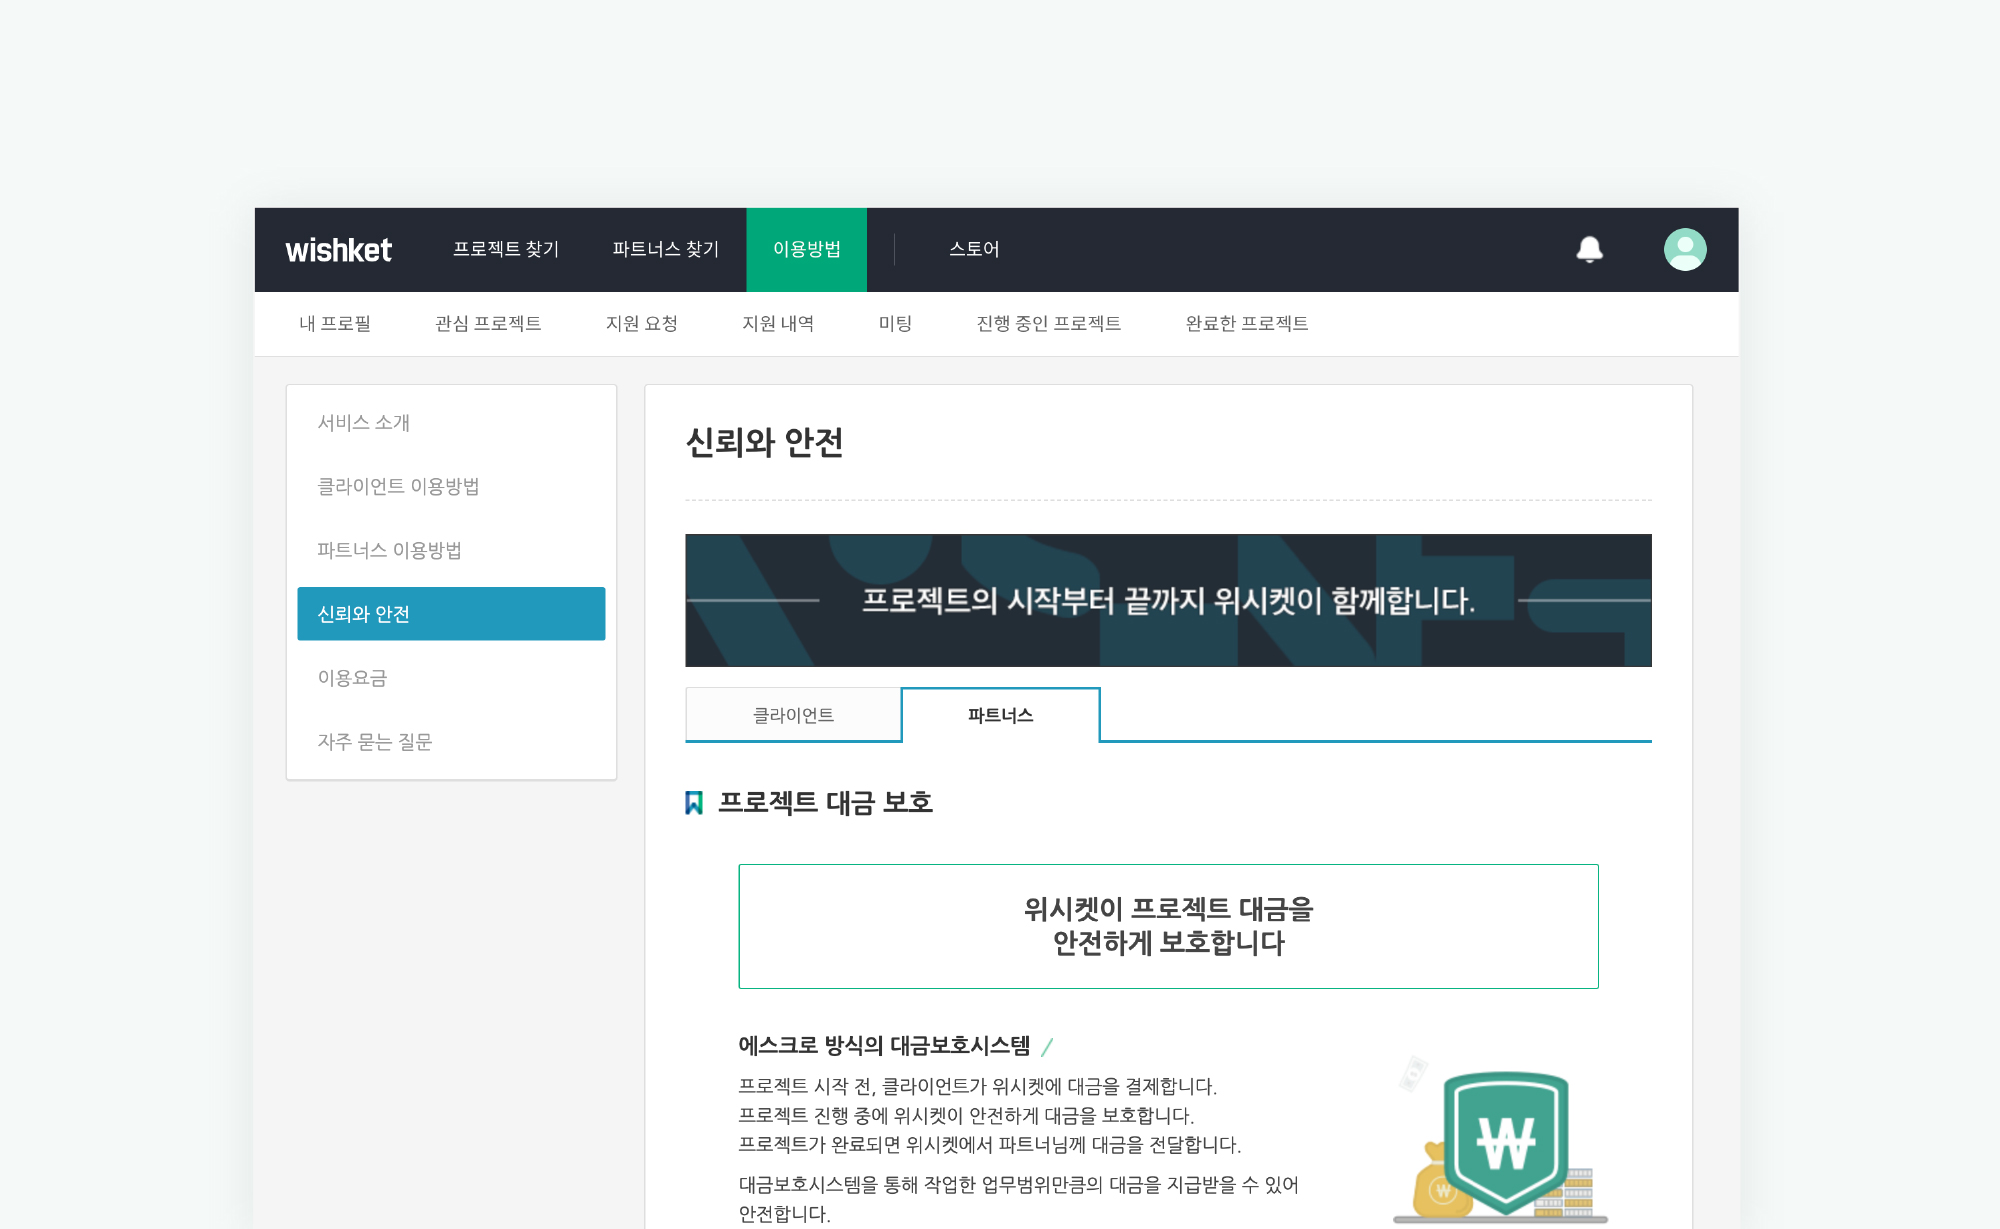 wishket
프로젝트 찾기
파트너스 찾기
이용방법
스토어
내 프로필
관심 프로젝트
지원 요청
지원 내역
미팅
진행 중인 프로젝트
완료한 프로젝트
서비스 소개
클라이언트 이용방법
파트너스 이용방법
신뢰와 안전
이용요금
자주 묻는 질문
신뢰와 안전
프로젝트의 시작부터 끝까지 위시켓이 함께합니다.
클라이언트
파트너스
프로젝트 대금 보호
위시켓이 프로젝트 대금을
안전하게 보호합니다
에스크로 방식의 대금보호시스템
프로젝트 시작 전, 클라이언트가 위시켓에 대금을 결제합니다.
프로젝트 진행 중에 위시켓이 안전하게 대금을 보호합니다.
프로젝트가 완료되면 위시켓에서 파트너님께 대금을 전달합니다.
대금보호시스템을 통해 작업한 업무범위만큼의 대금을 지급받을 수 있어
안전합니다.